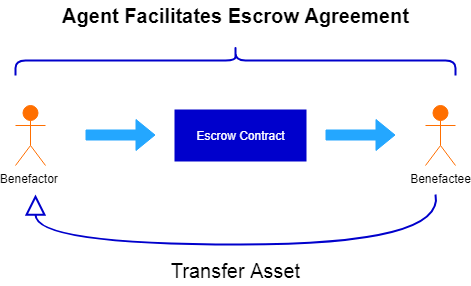 Agent Facilitates Escrow Agreement
Escrow Contract
Benefactor
Benefactee
Transfer Asset